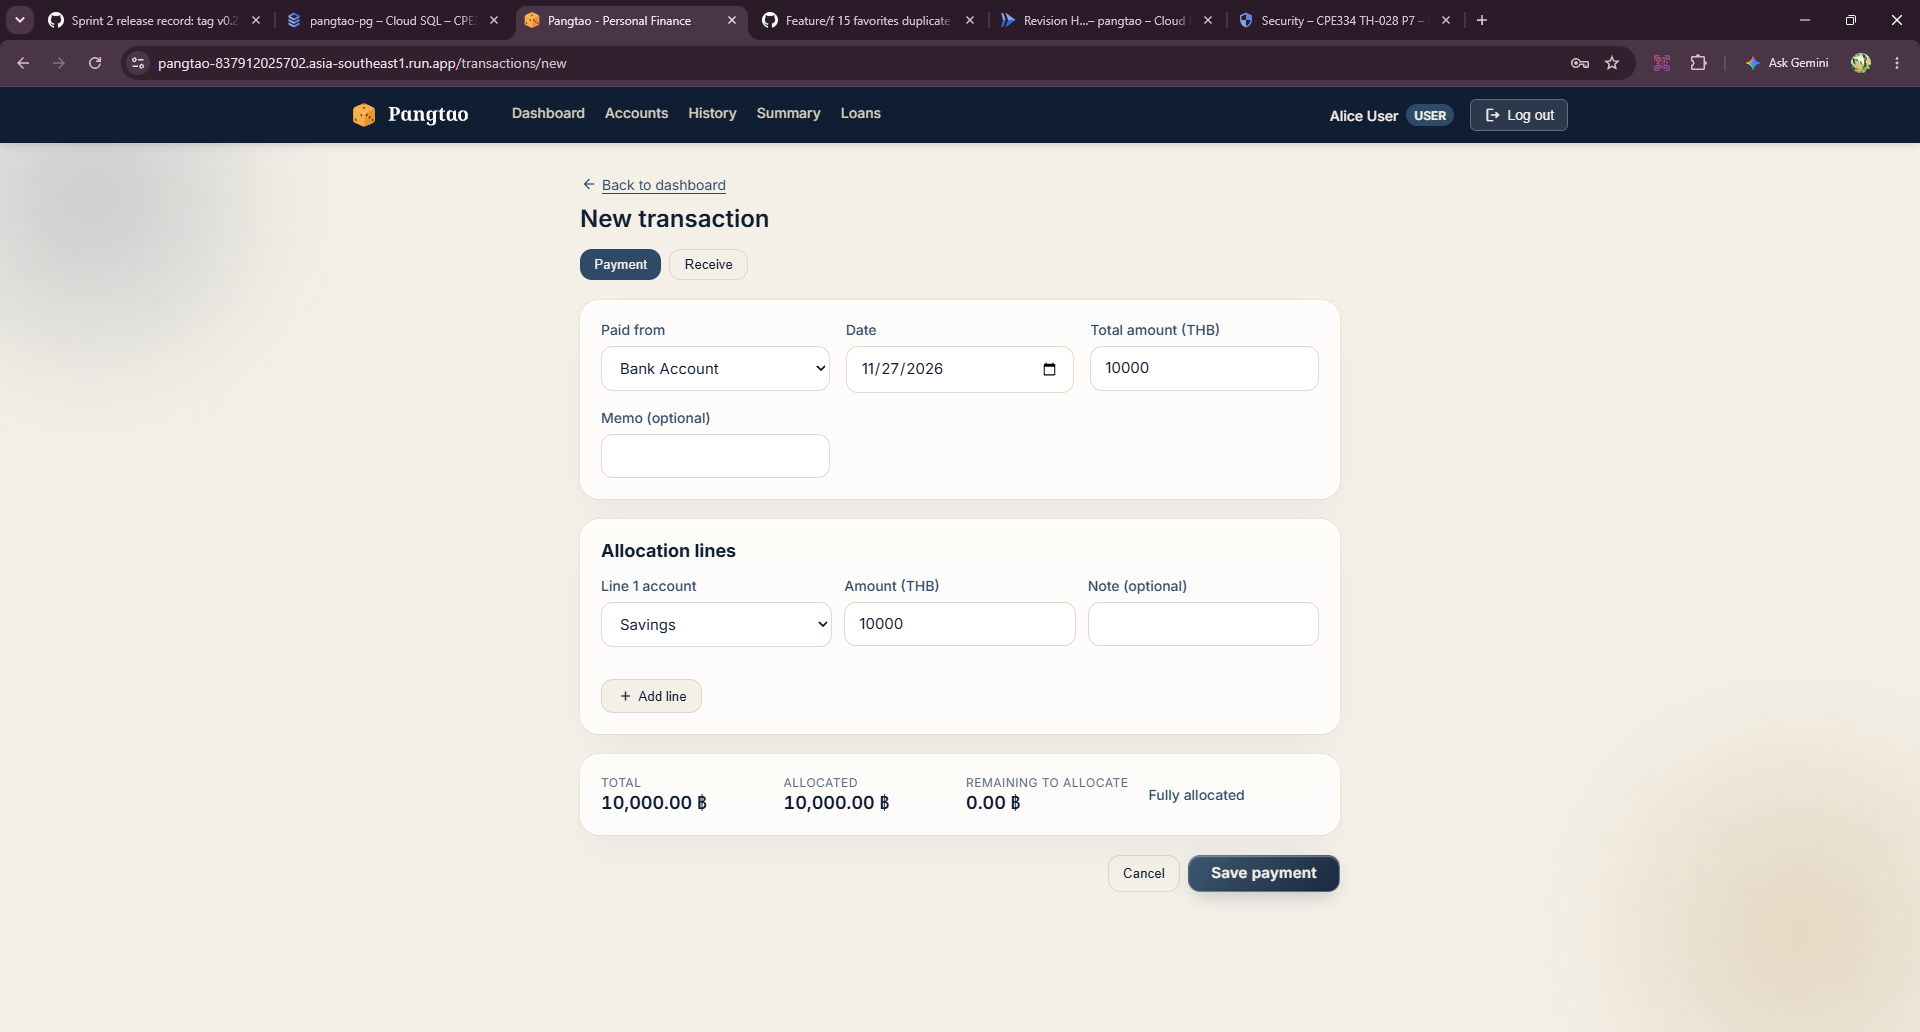 Sprint 2 release record: tag v0.2
pangtao-pg – Cloud SQL – CPE
Pangtao - Personal Finance
Feature/f 15 favorites duplicate
Revision H...– pangtao – Cloud
Security – CPE334 TH-028 P7 –
pangtao-837912025702.asia-southeast1.run.app/transactions/new
Ask Gemini
Pangtao
Dashboard
Accounts
History
Summary
Loans
Alice User
USER
Log out
Back to dashboard
New transaction
Payment
Receive
Paid from
Date
Total amount (THB)
Bank Account
11/27/2026
10000
Memo (optional)
Allocation lines
Line 1 account
Amount (THB)
Note (optional)
Savings
10000
+ Add line
TOTAL
10,000.00 ฿
ALLOCATED
10,000.00 ฿
REMAINING TO ALLOCATE
0.00 ฿
Fully allocated
Cancel
Save payment